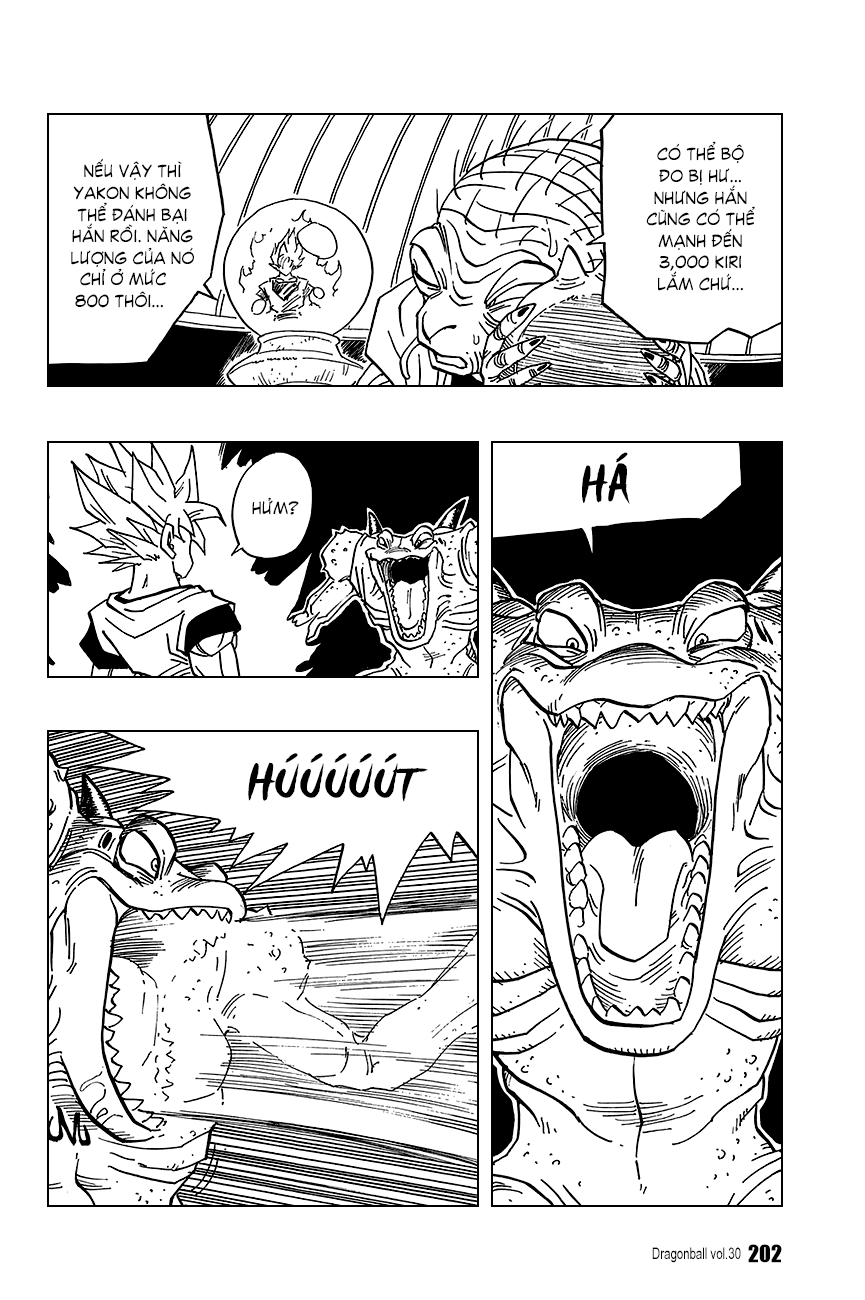 CÓ THỂ BỘ
ĐO BỊ HƯ...
NHƯNG HẮN
CŨNG CÓ THỂ
MẠNH ĐẾN
3,000 KIRI
LẮM CHỨ...
NẾU VẬY THÌ
YAKON KHÔNG
THỂ ĐÁNH BẠI
HẮN RỒI. NĂNG
LƯỢNG CỦA NÓ
CHỈ Ở MỨC
800 THÔI...
HÁ
HỬM?
HÚÚÚÚÚT
Dragonball vol.30 202